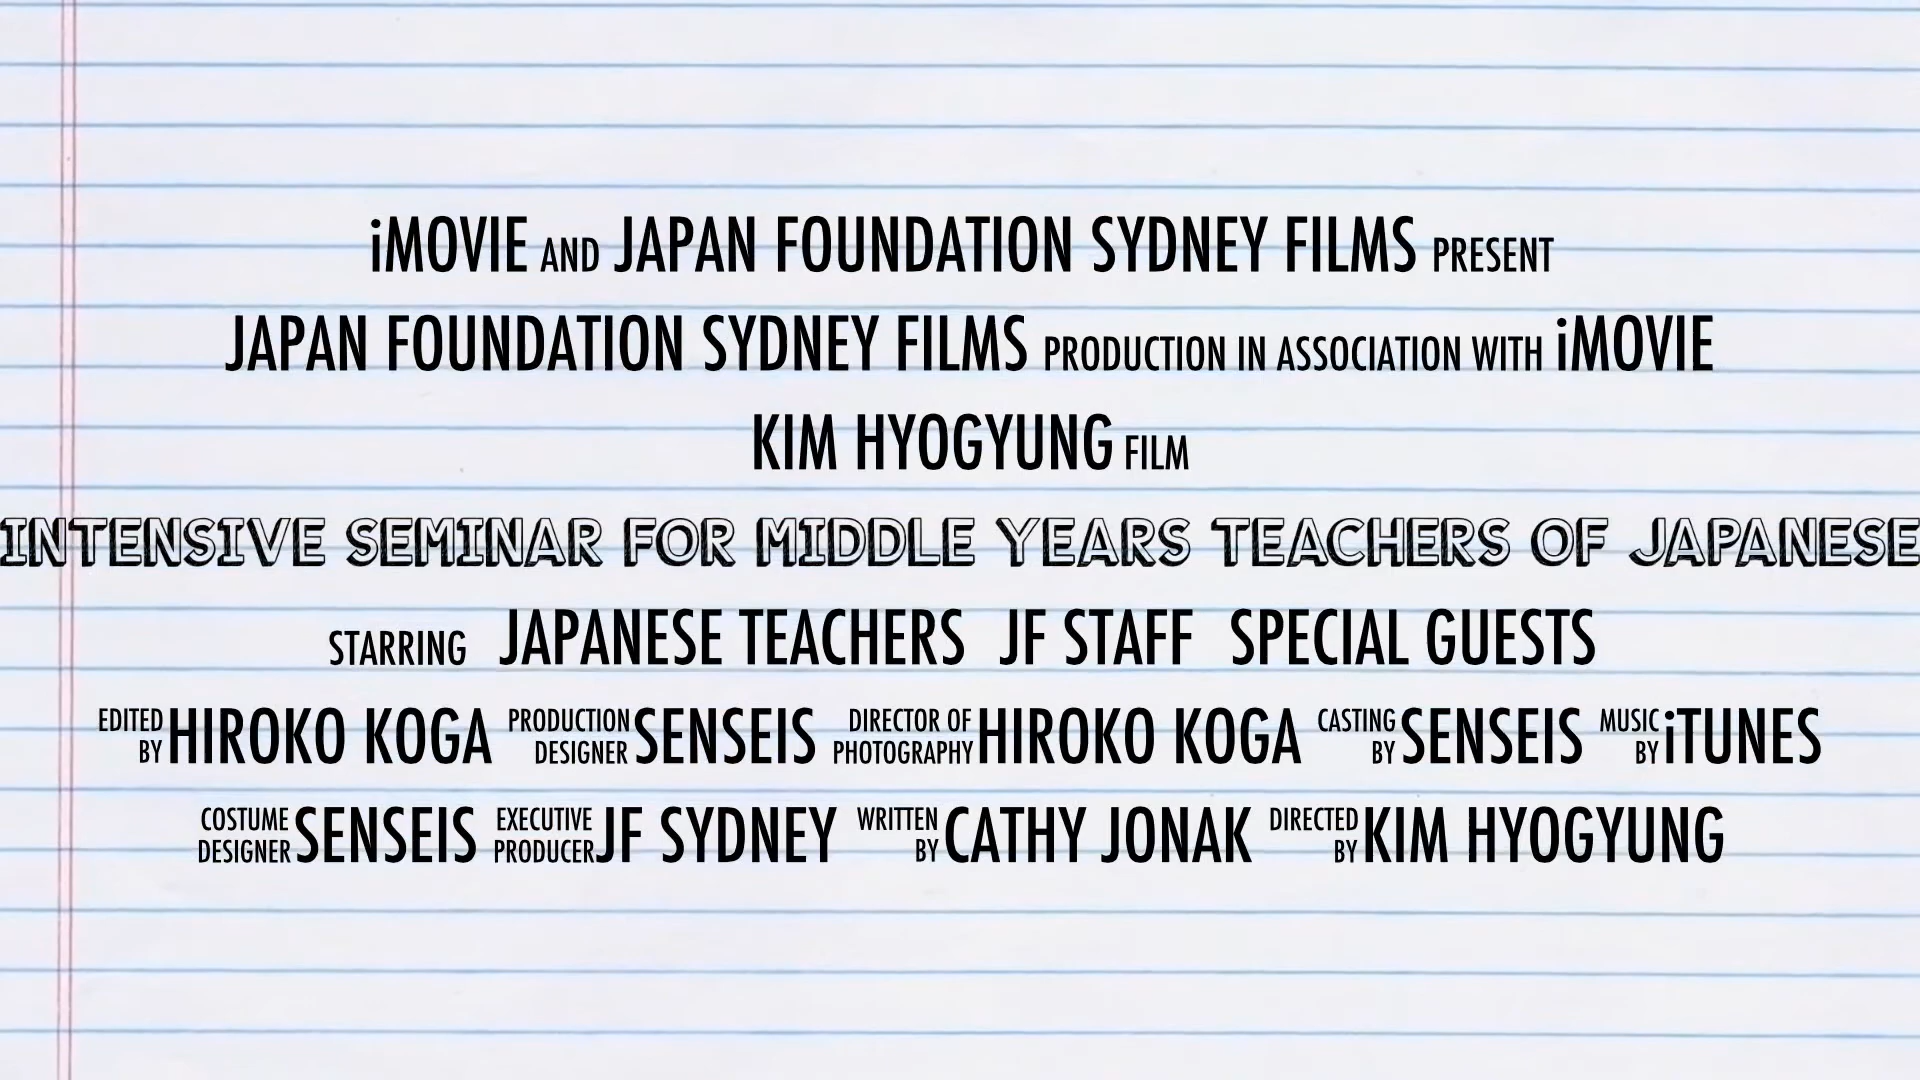 iMOVIE AND JAPAN FOUNDATION SYDNEY FILMS PRESENT
JAPAN FOUNDATION SYDNEY FILMS PRODUCTION IN ASSOCIATION WITH iMOVIE
KIM HYOGYUNG FILM
INTENSIVE SEMINAR FOR MIDDLE YEARS TEACHERS OF JAPANESE
STARRING JAPANESE TEACHERS JF STAFF SPECIAL GUESTS
EDITED BY HIROKO KOGA PRODUCTION DESIGNER SENSEIS DIRECTOR OF PHOTOGRAPHY HIROKO KOGA CASTING BY SENSEIS MUSIC BY iTUNES
COSTUME DESIGNER SENSEIS EXECUTIVE PRODUCER JF SYDNEY WRITTEN BY CATHY JONAK DIRECTED BY KIM HYOGYUNG